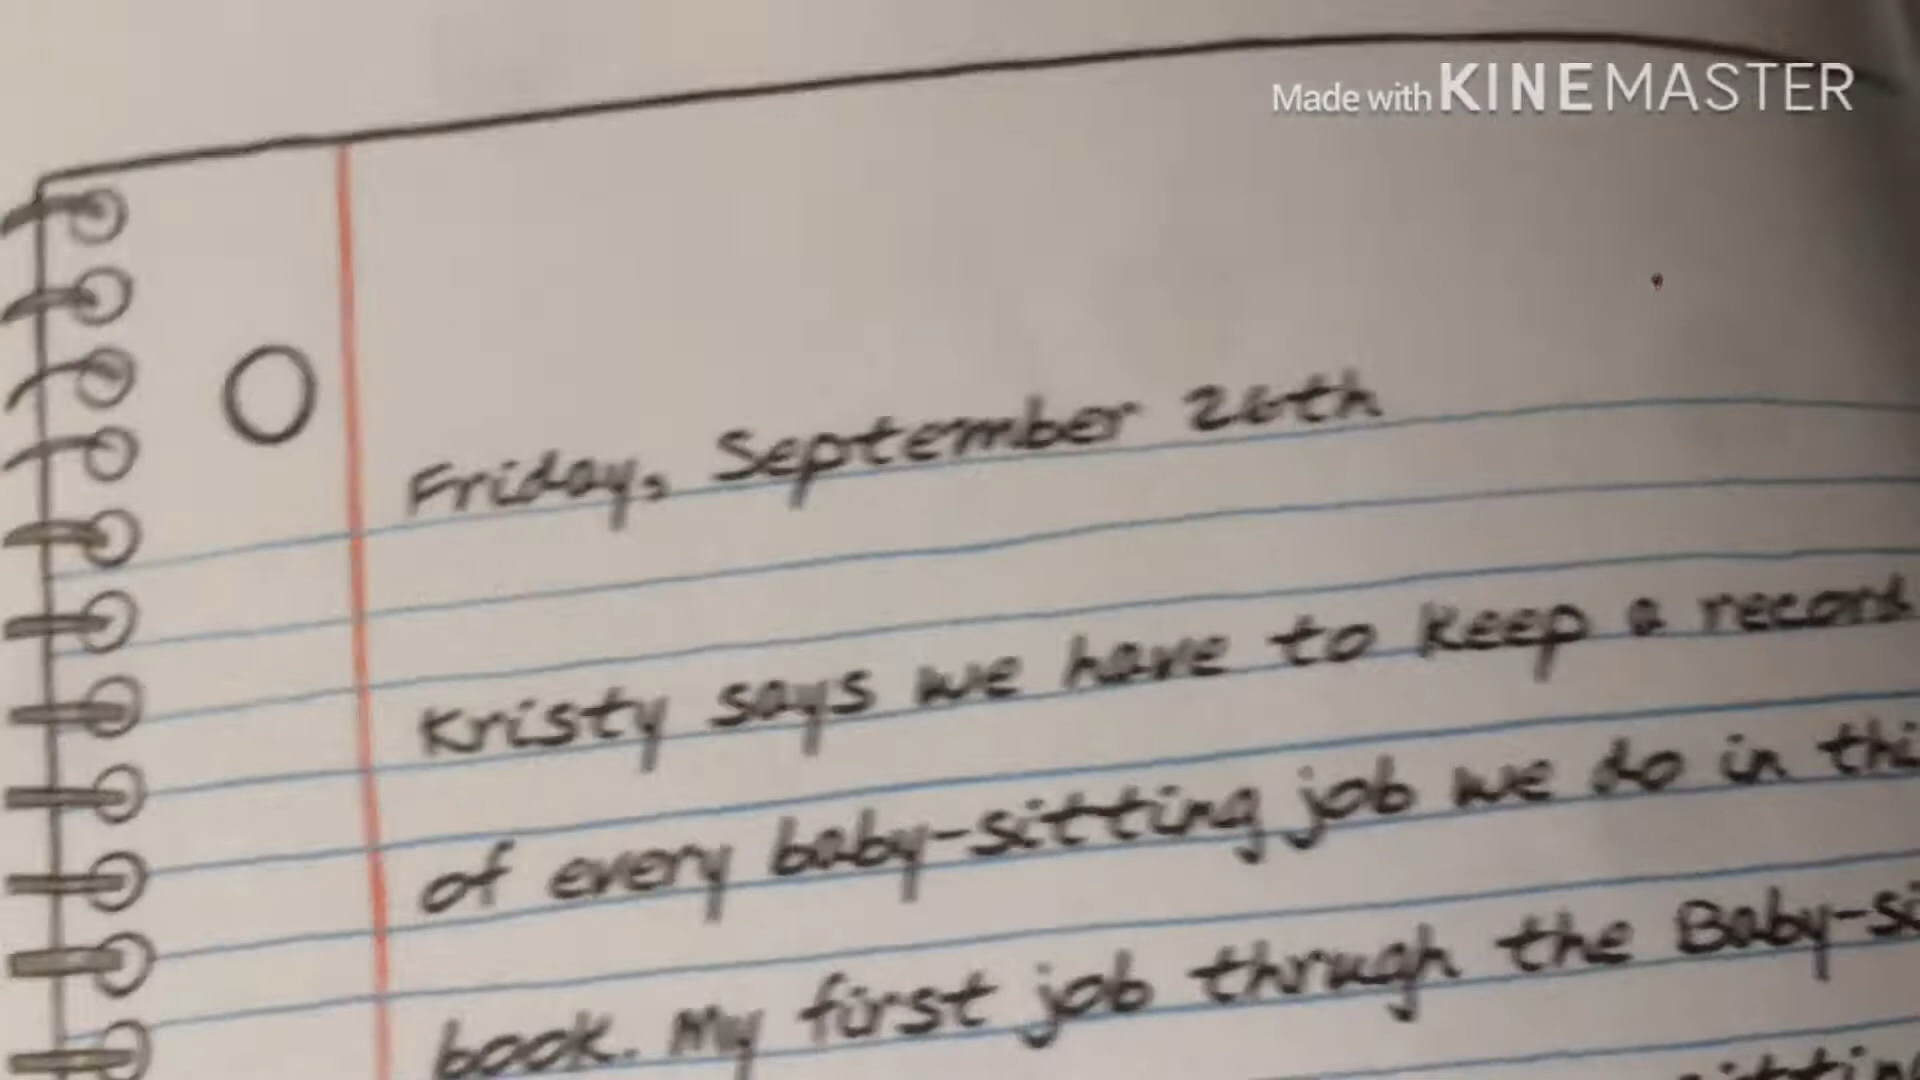 Made with KINEMASTER
Friday, September 26th
Kristy says we have to keep a record
of every baby-sitting job we do in thi
book. My first job through the Baby-si